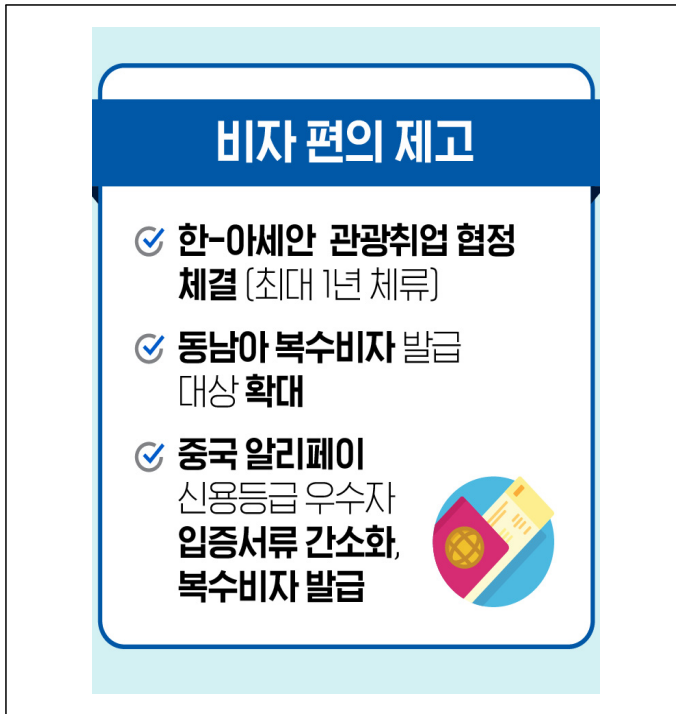 비자 편의 제고
한-아세안 관광취업 협정
체결 (최대 1년 체류)
동남아 복수비자 발급
대상 확대
중국 알리페이
신용등급 우수자
입증서류 간소화,
복수비자 발급